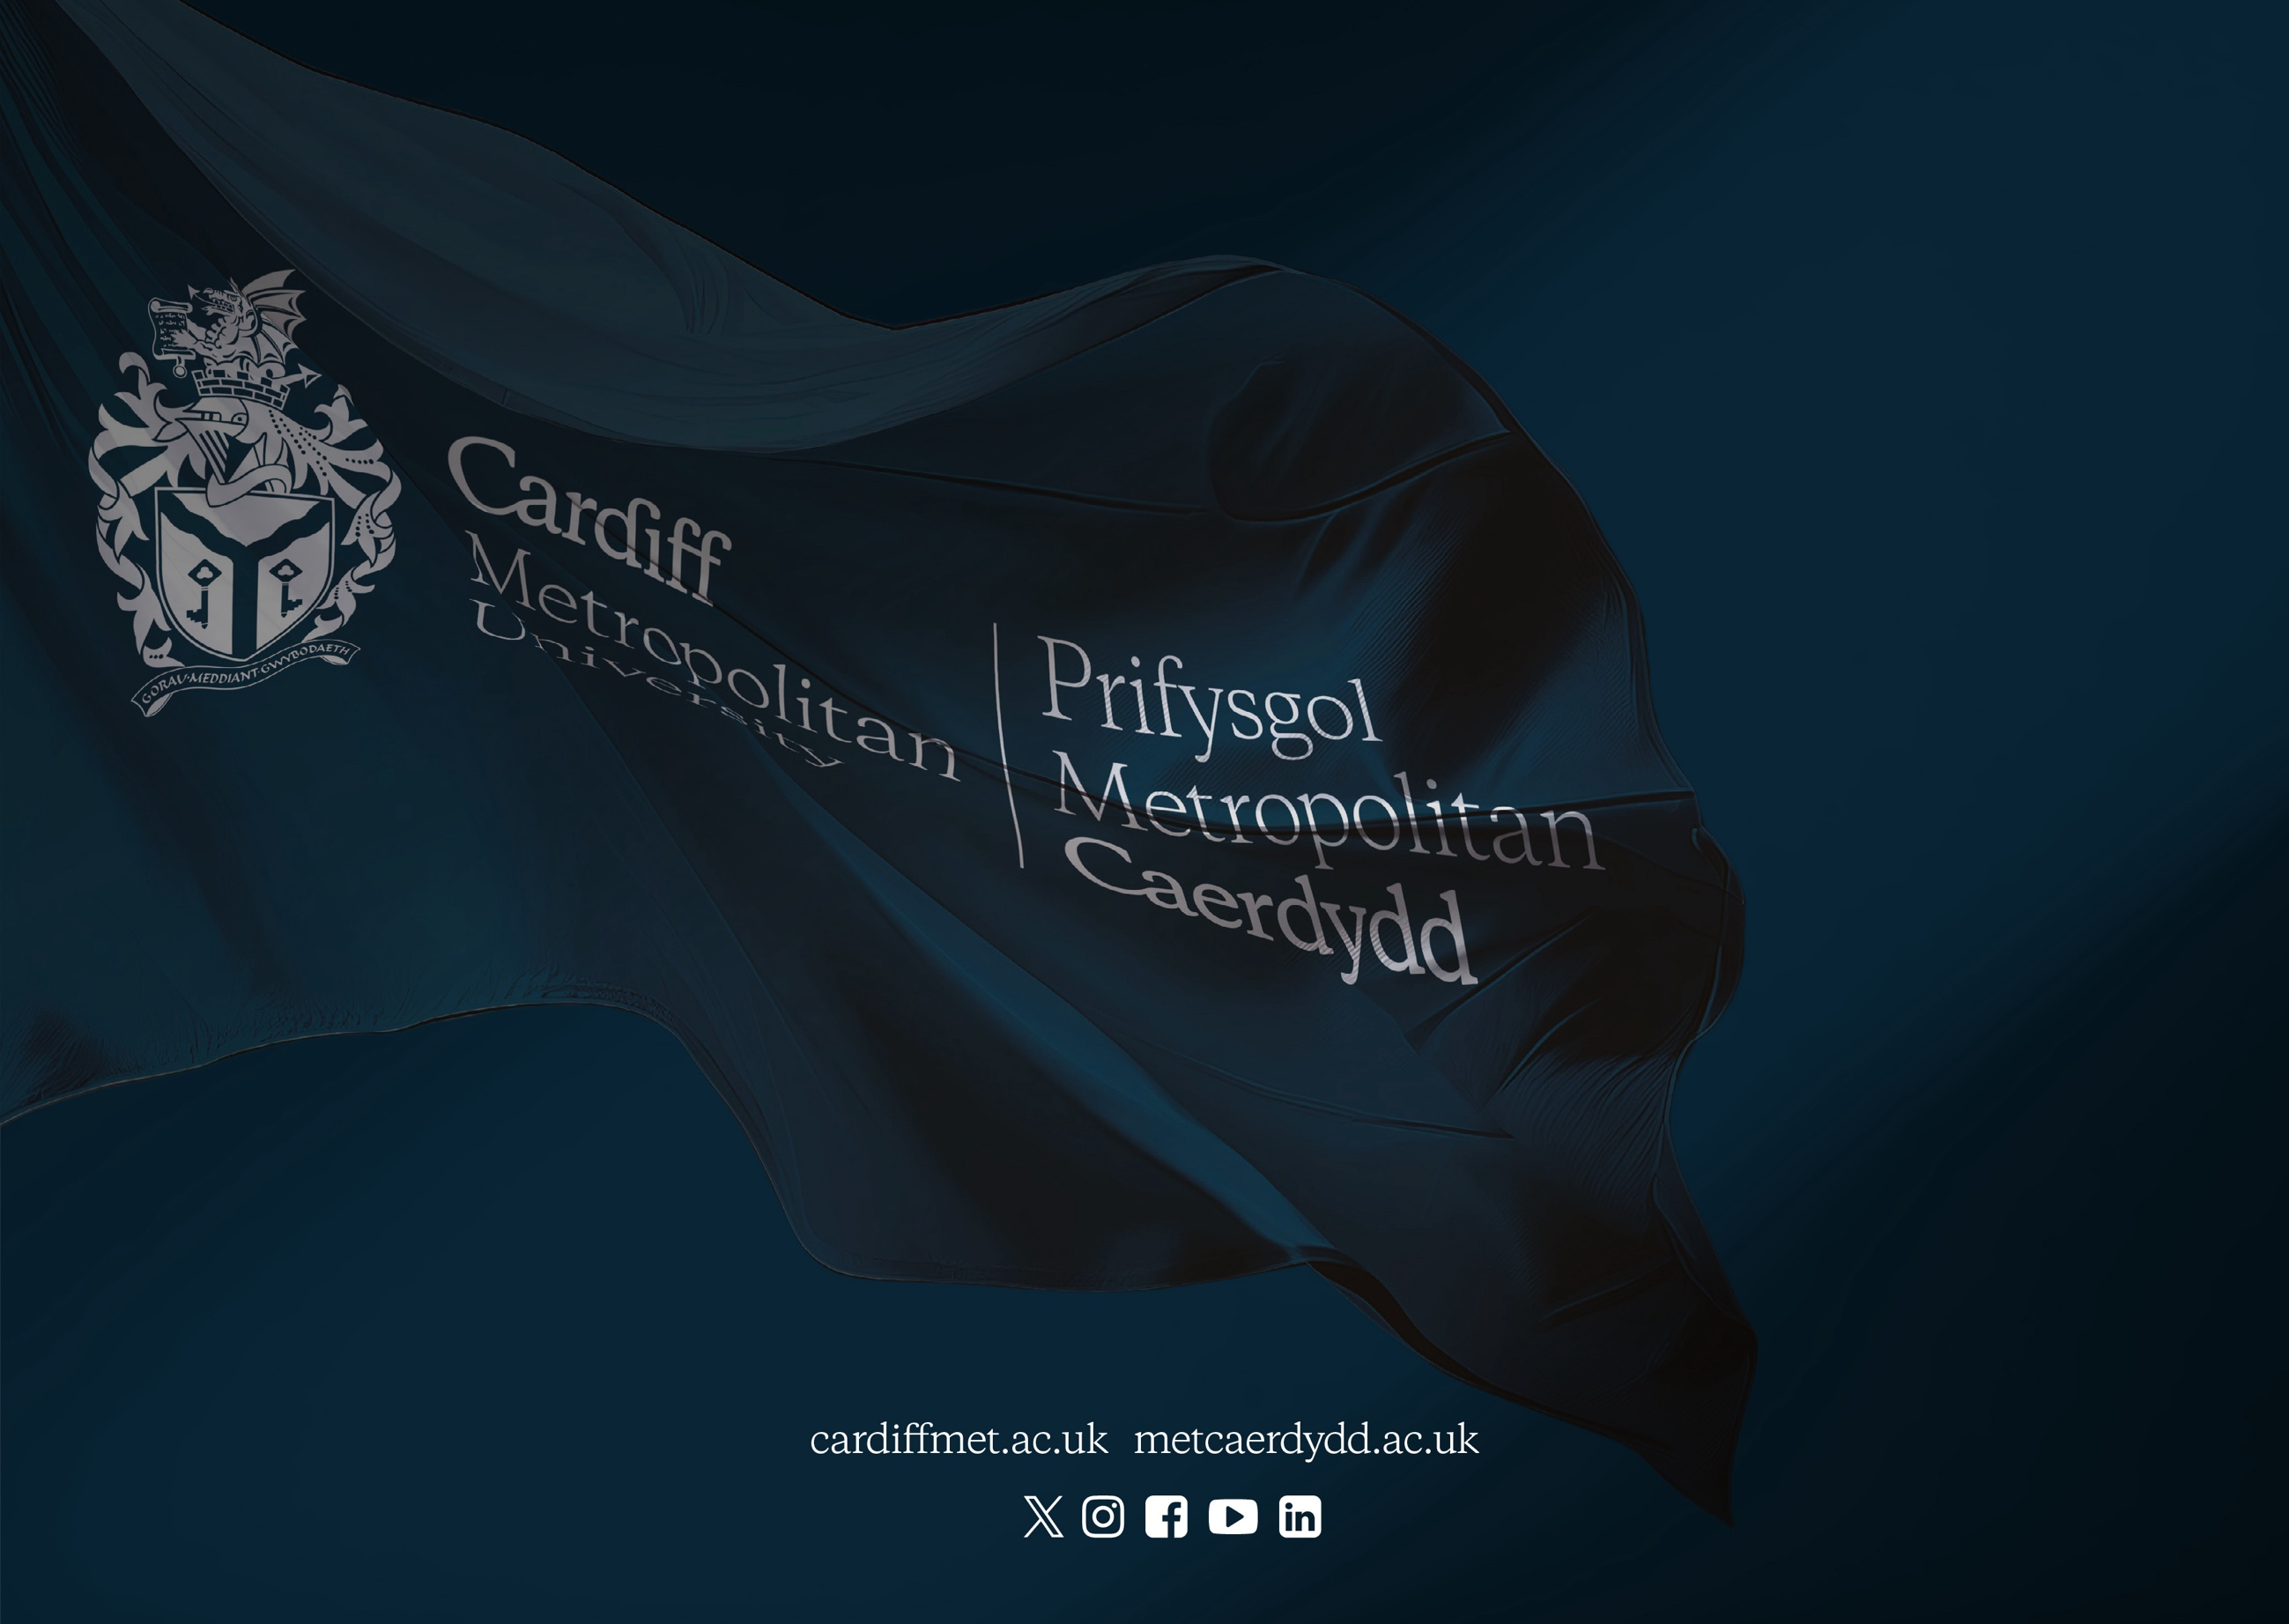 Cardiff
Metropolitan
University
Prifysgol
Metropolitan
Caerdydd
GORAU·MEDDIANT·GWYBODAETH
cardiffmet.ac.uk metcaerdydd.ac.uk